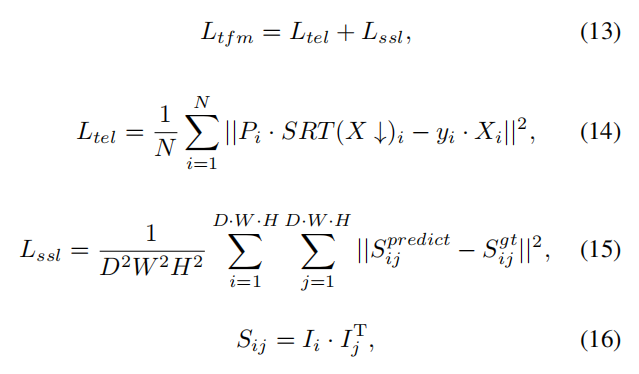 L_{tfm} = L_{tel} + L_{ssl}, (13)
L_{tel} = \frac{1}{N} \sum_{i=1}^{N} ||P_i \cdot SRT(X \downarrow)_i - y_i \cdot X_i||^2, (14)
L_{ssl} = \frac{1}{D^2W^2H^2} \sum_{i=1}^{D \cdot W \cdot H} \sum_{j=1}^{D \cdot W \cdot H} ||S_{ij}^{predict} - S_{ij}^{gt}||^2, (15)
S_{ij} = I_i \cdot I_j^{\mathrm{T}}, (16)